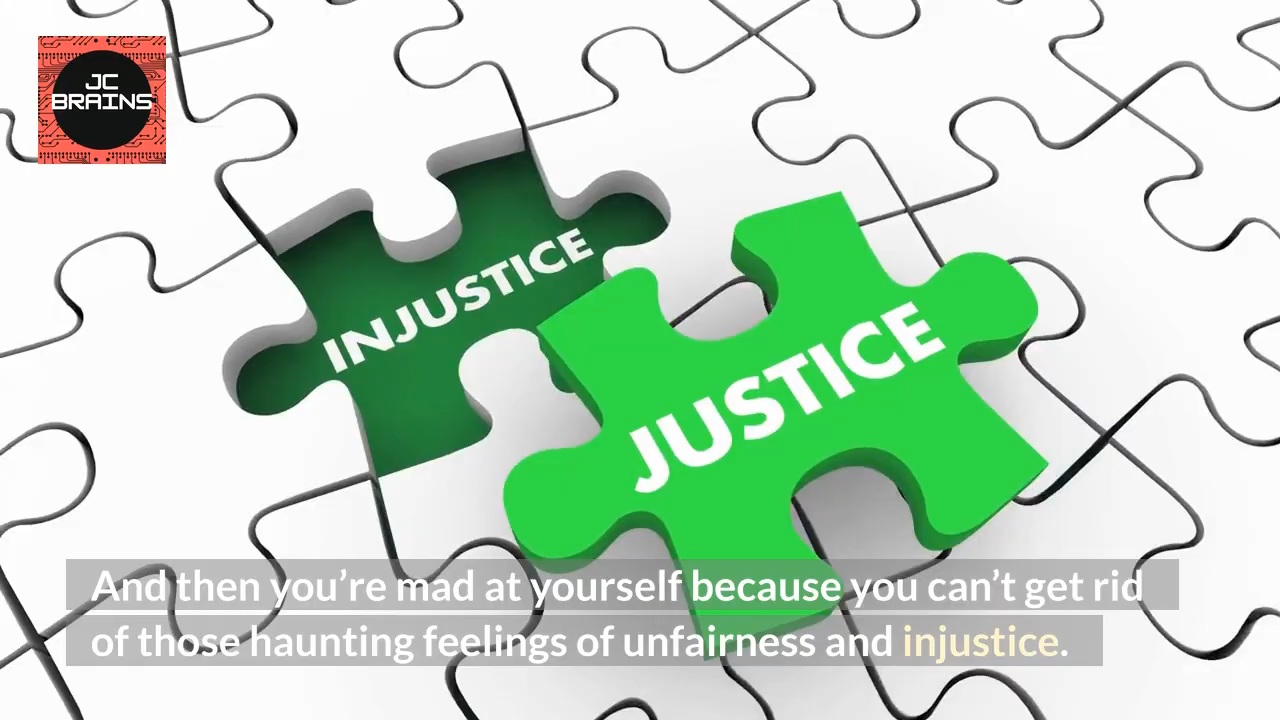 JC
BRAINS
INJUSTICE
JUSTICE
And then you’re mad at yourself because you can’t get rid
of those haunting feelings of unfairness and injustice.